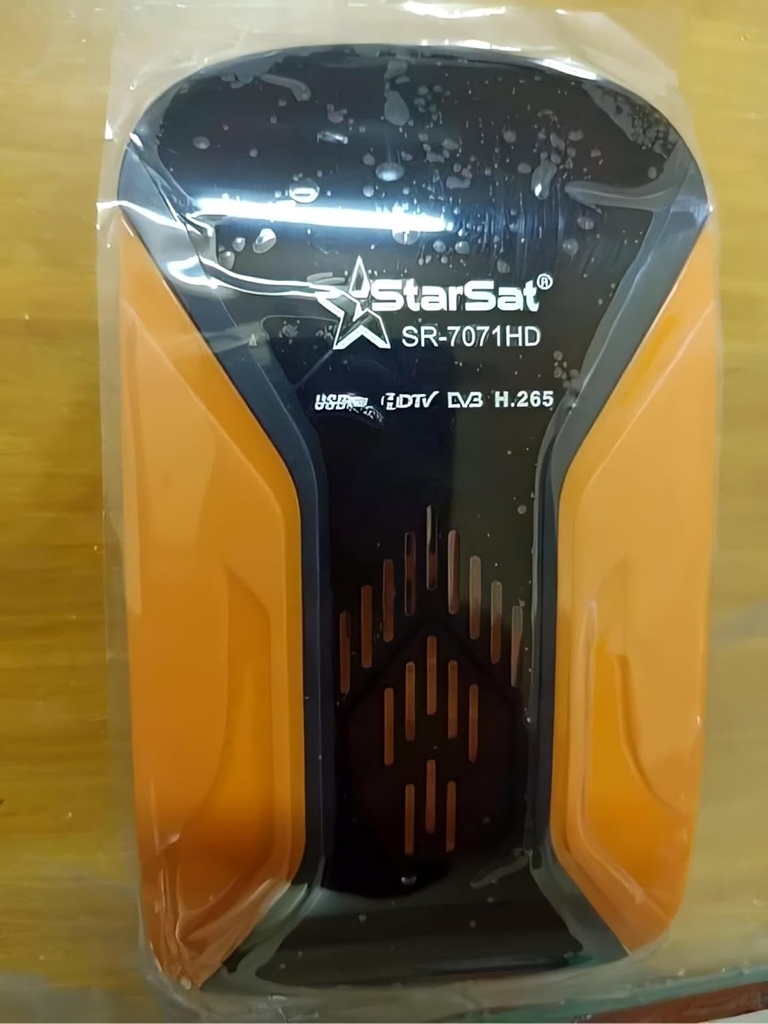 StarSat®
SR-7071HD
USB HDTV DVB H.265